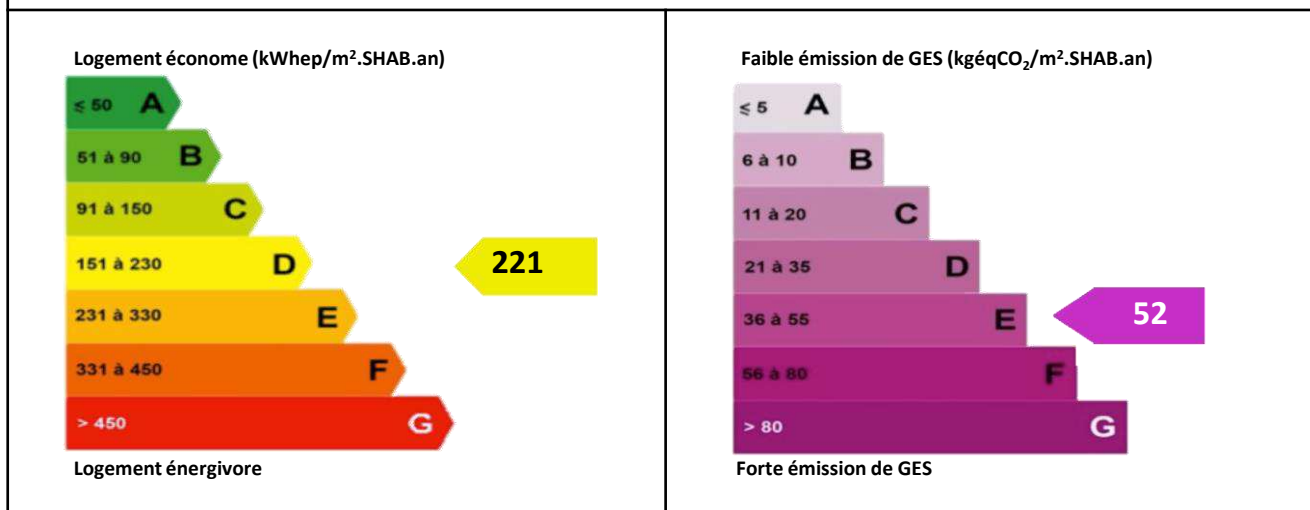 Logement économe (kWhep/m².SHAB.an)
≤ 50 A
51 à 90 B
91 à 150 C
151 à 230 D
221
231 à 330 E
331 à 450 F
> 450 G
Logement énergivore
Faible émission de GES (kgéqCO₂/m².SHAB.an)
≤ 5 A
6 à 10 B
11 à 20 C
21 à 35 D
36 à 55 E
52
56 à 80 F
> 80 G
Forte émission de GES